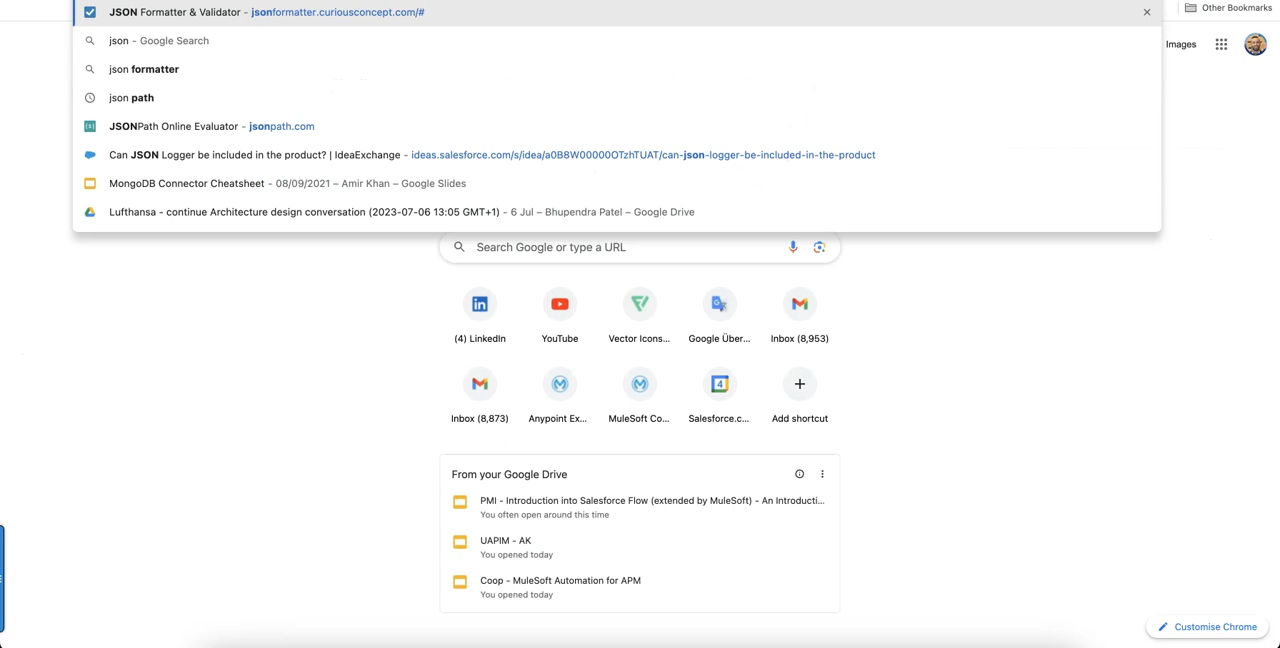 JSON Formatter & Validator - jsonformatter.curiousconcept.com/#
Other Bookmarks
json - Google Search
Images
json formatter
json path
JSONPath Online Evaluator - jsonpath.com
Can JSON Logger be included in the product? | IdeaExchange - ideas.salesforce.com/s/idea/a0B8W00000OTzhTUAT/can-json-logger-be-included-in-the-product
MongoDB Connector Cheatsheet - 08/09/2021 – Amir Khan – Google Slides
Lufthansa - continue Architecture design conversation (2023-07-06 13:05 GMT+1) - 6 Jul – Bhupendra Patel – Google Drive
Search Google or type a URL
(4) LinkedIn
YouTube
Vector Icons...
Google Über...
Inbox (8,953)
4
Inbox (8,873)
Anypoint Ex...
MuleSoft Co...
Salesforce.c...
Add shortcut
From your Google Drive
PMI - Introduction into Salesforce Flow (extended by MuleSoft) - An Introducti...
You often open around this time
UAPIM - AK
You opened today
Coop - MuleSoft Automation for APM
You opened today
Customise Chrome